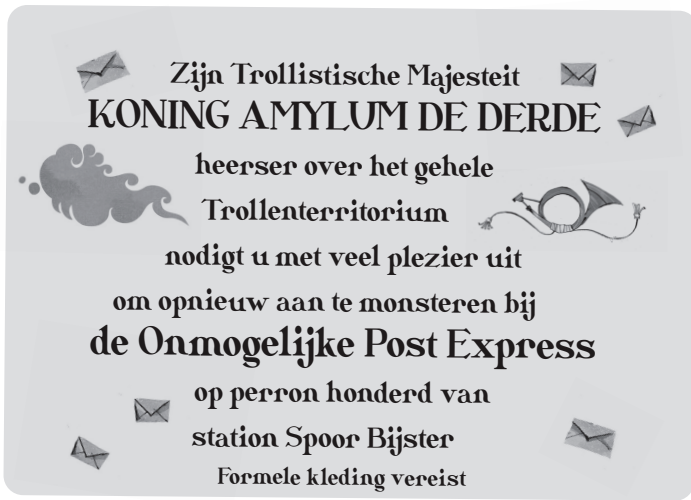 Zijn Trollistische Majesteit
KONING AMYLUM DE DERDE
heerser over het gehele
Trollenterritorium
nodigt u met veel plezier uit
om opnieuw aan te monsteren bij
de Onmogelijke Post Express
op perron honderd van
station Spoor Bijster
Formele kleding vereist